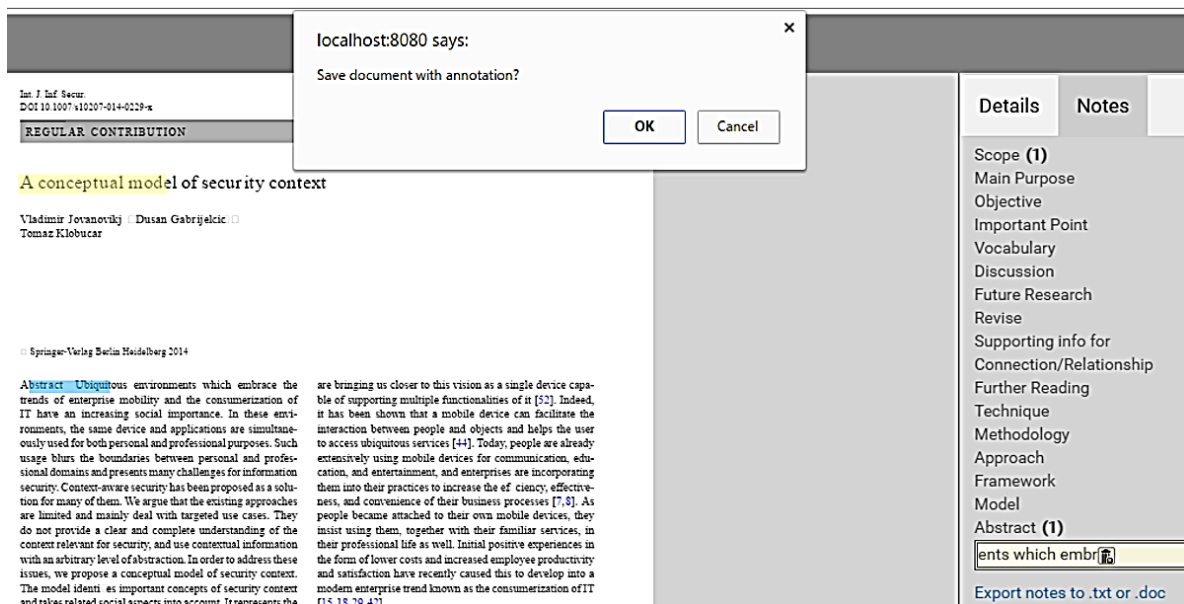 localhost:8080 says:
Save document with annotation?
OK
Cancel
Int. J. Inf. Secur.
DOI 10.1007/s10207-014-0229-x
REGULAR CONTRIBUTION
A conceptual model of security context
Vladimir Jovanovikj Dusan Gabrijelcic
Tomaz Klobucar
Springer-Verlag Berlin Heidelberg 2014
Abstract Ubiquitous environments which embrace the
trends of enterprise mobility and the consumerization of
IT have an increasing social importance. In these envi-
ronments, the same device and applications are simultane-
ously used for both personal and professional purposes. Such
usage blurs the boundaries between personal and profes-
sional domains and presents many challenges for information
security. Context-aware security has been proposed as a solu-
tion for many of them. We argue that the existing approaches
are limited and mainly deal with targeted use cases. They
do not provide a clear and complete understanding of the
context relevant for security, and use contextual information
with an arbitrary level of abstraction. In order to address these
issues, we propose a conceptual model of security context.
The model identi es important concepts of security context
and takes related social aspects into account. It represents the
are bringing us closer to this vision as a single device capa-
ble of supporting multiple functionalities of it [52]. Indeed,
it has been shown that a mobile device can facilitate the
interaction between people and objects and helps the user
to access ubiquitous services [44]. Today, people are already
extensively using mobile devices for communication, edu-
cation, and entertainment, and enterprises are incorporating
them into their practices to increase the ef ciency, effective-
ness, and convenience of their business processes [7,8]. As
people became attached to their own mobile devices, they
insist using them, together with their familiar services, in
their professional life as well. Initial positive experiences in
the form of lower costs and increased employee productivity
and satisfaction have recently caused this to develop into a
modern enterprise trend known as the consumerization of IT
[15,18,29,42].
Details
Notes
Scope (1)
Main Purpose
Objective
Important Point
Vocabulary
Discussion
Future Research
Revise
Supporting info for
Connection/Relationship
Further Reading
Technique
Methodology
Approach
Framework
Model
Abstract (1)
ents which embr
Export notes to .txt or .doc